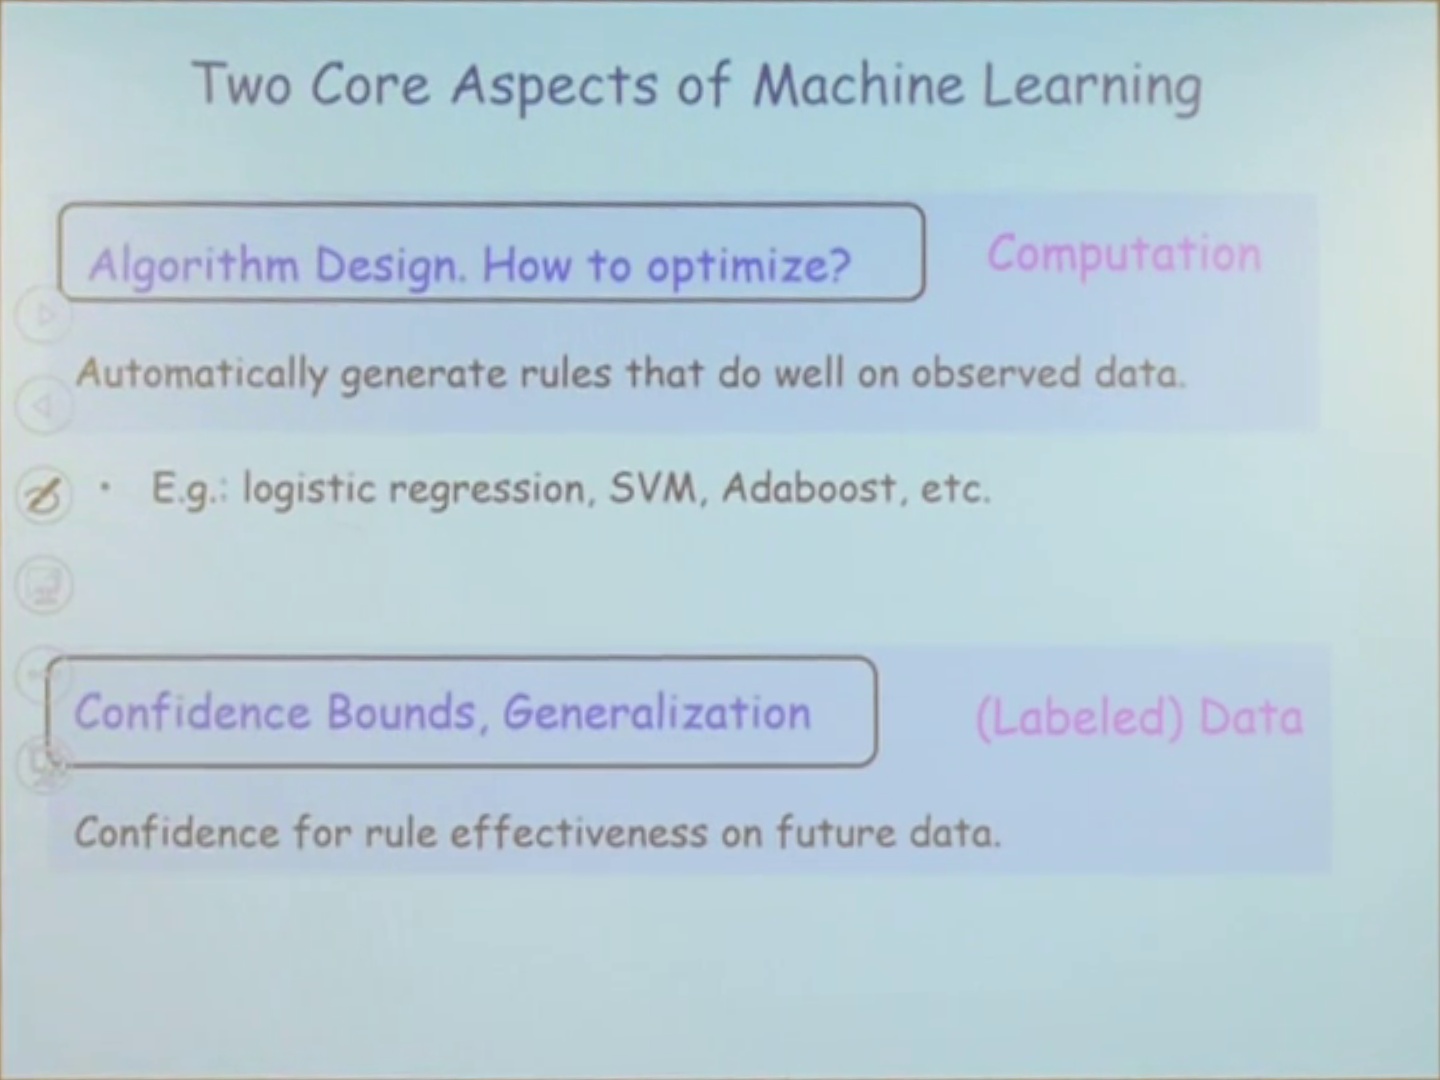 Two Core Aspects of Machine Learning
Algorithm Design. How to optimize?
Computation
Automatically generate rules that do well on observed data.
• E.g.: logistic regression, SVM, Adaboost, etc.
Confidence Bounds, Generalization
(Labeled) Data
Confidence for rule effectiveness on future data.